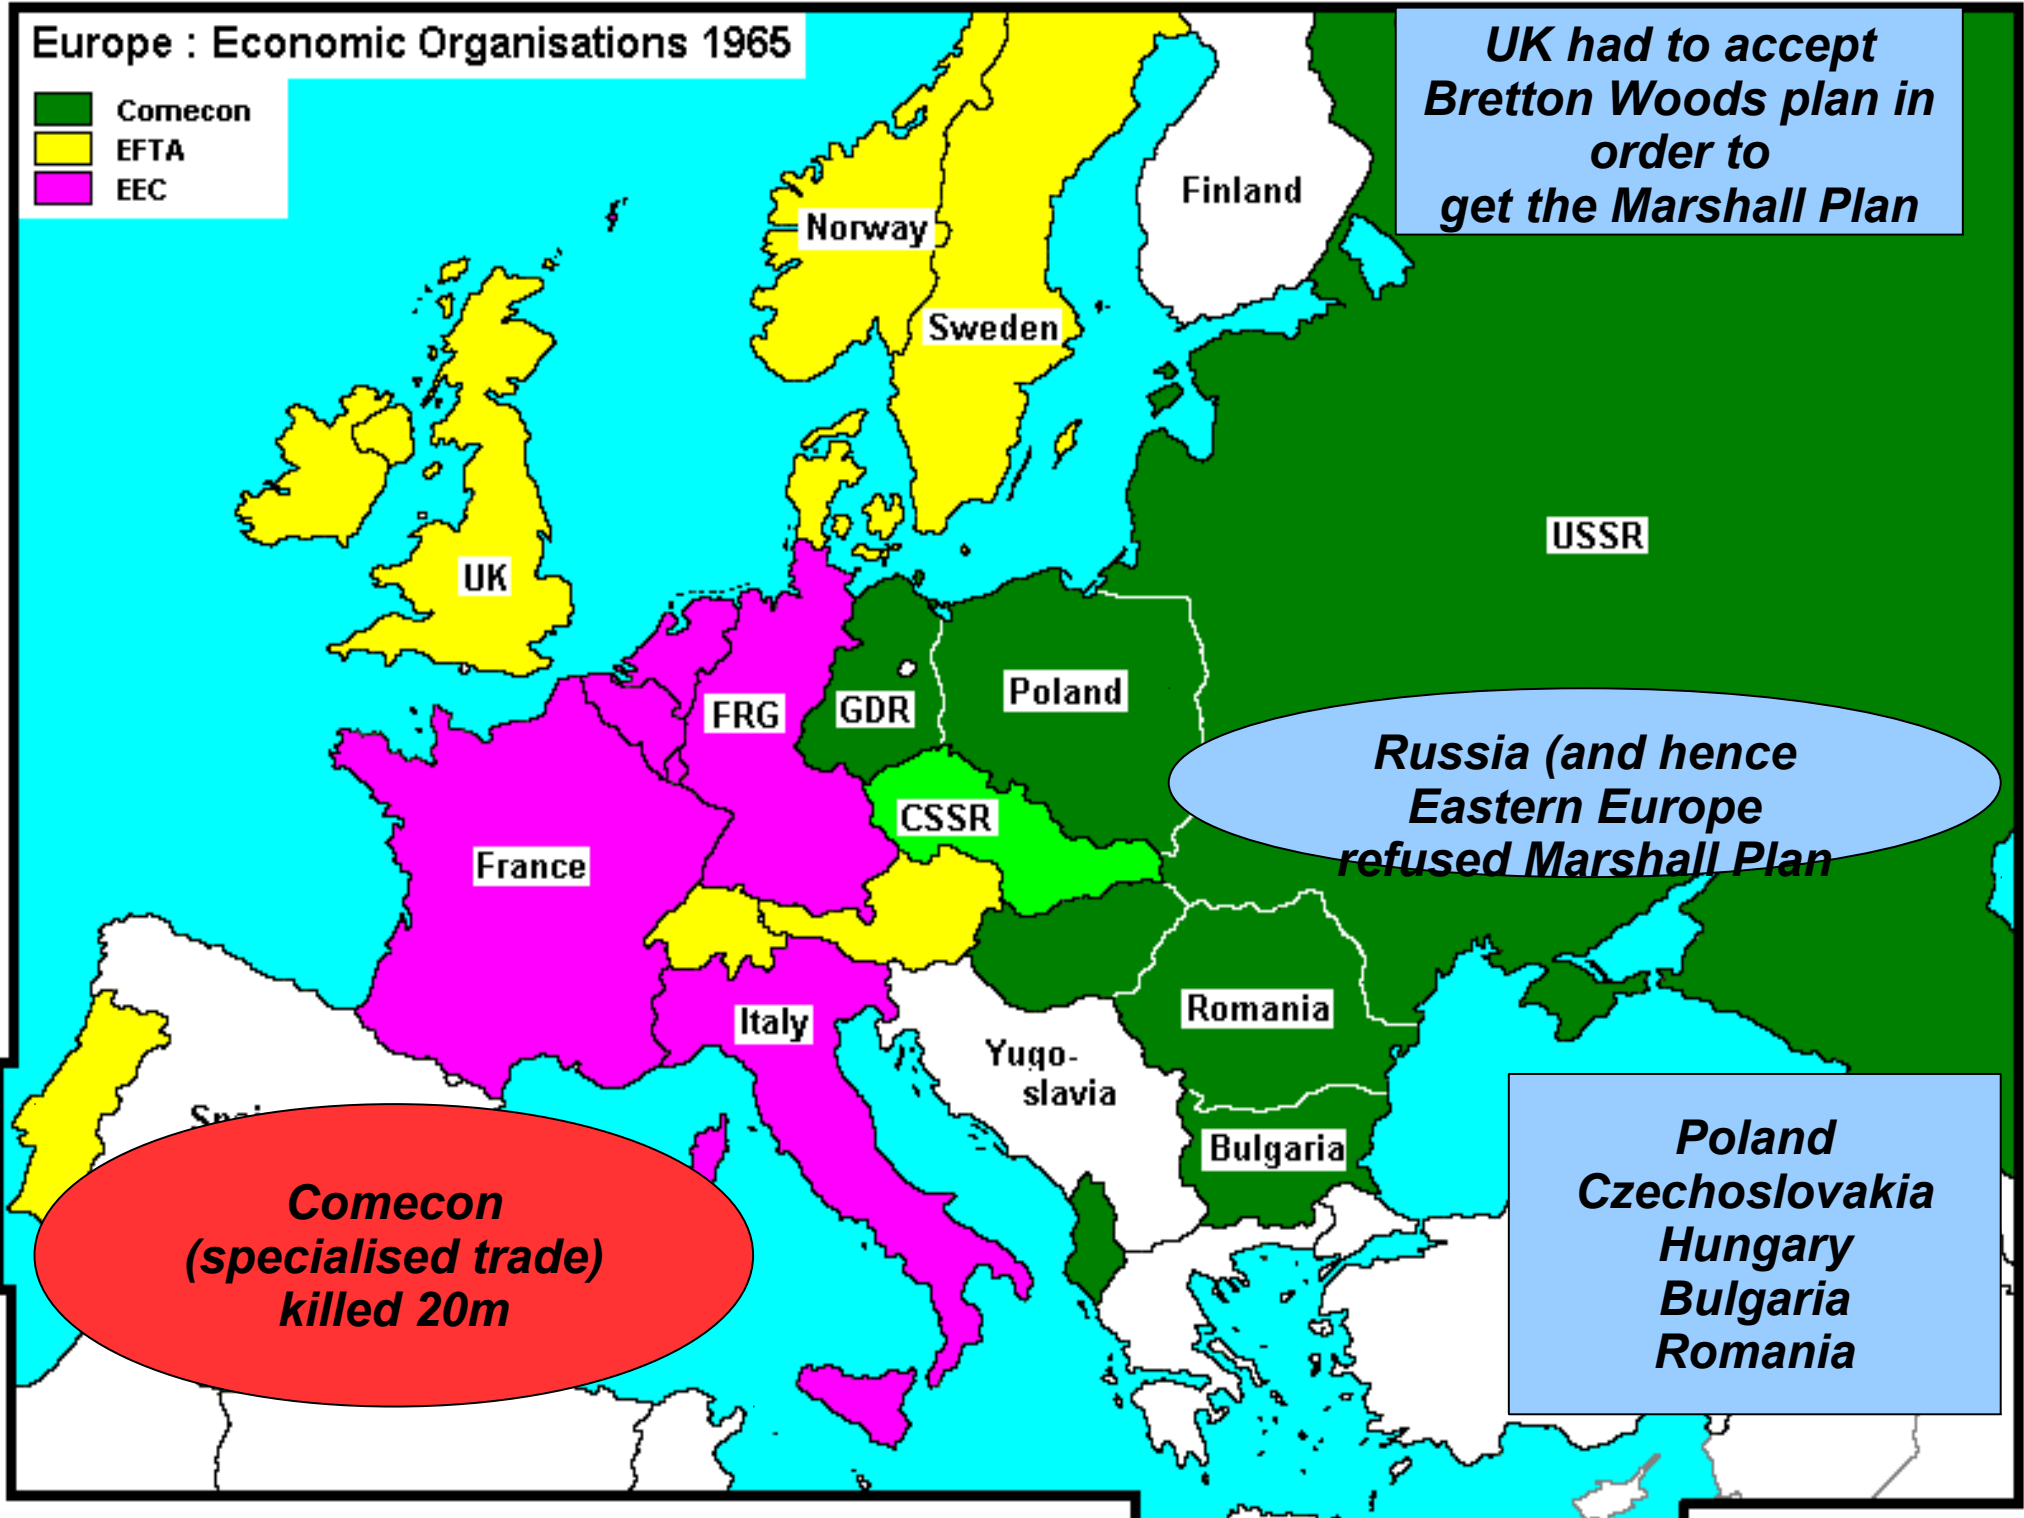 Europe : Economic Organisations 1965
Comecon
EFTA
EEC
UK had to accept
Bretton Woods plan in
order to
get the Marshall Plan
Finland
Norway
Sweden
USSR
UK
Poland
FRG
GDR
CSSR
France
Russia (and hence
Eastern Europe
refused Marshall Plan
Romania
Italy
Yugo-
slavia
Bulgaria
Comecon
(specialised trade)
killed 20m
Poland
Czechoslovakia
Hungary
Bulgaria
Romania